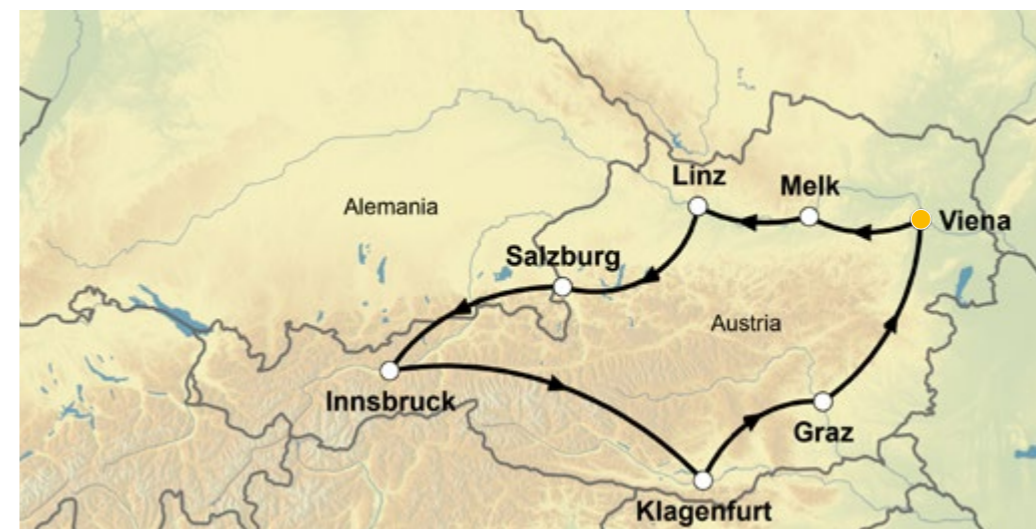 Linz
Melk
Alemania
Viena
Salzburg
Austria
Innsbruck
Graz
Klagenfurt